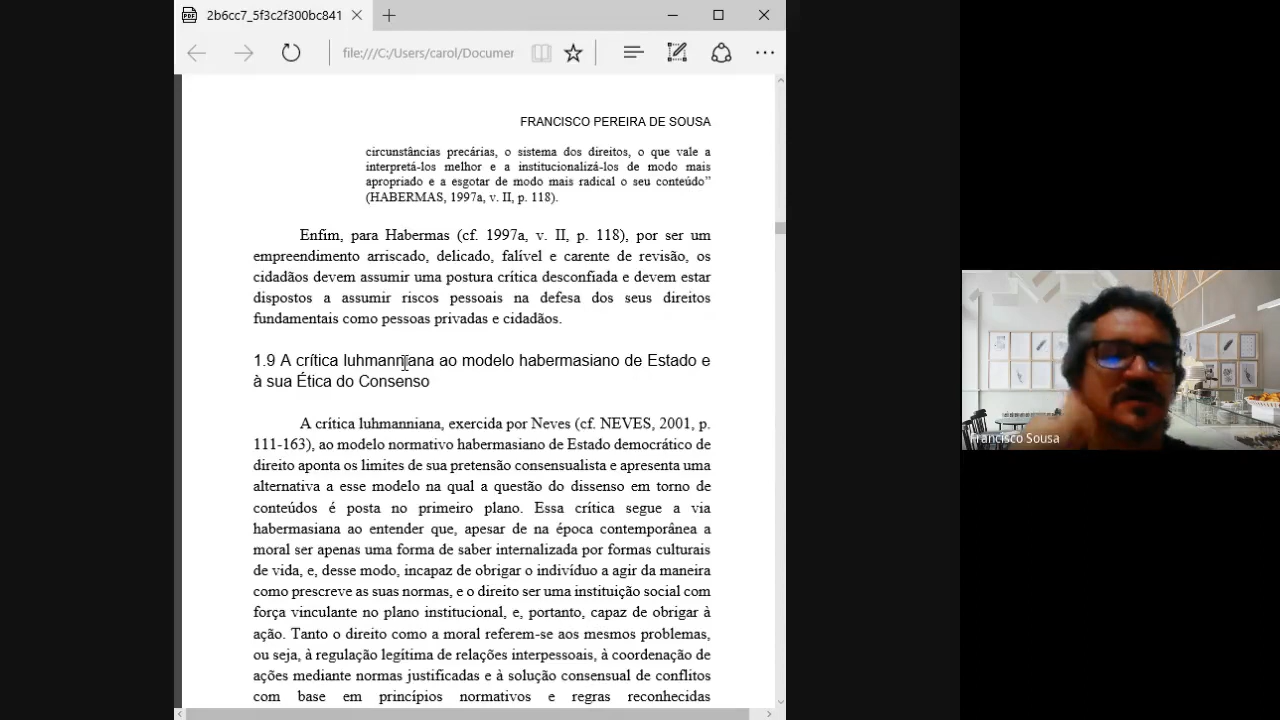 2b6cc7_5f3c2f300bc841
file:///C:/Users/carol/Documer
FRANCISCO PEREIRA DE SOUSA
circunstâncias precárias, o sistema dos direitos, o que vale a
interpretá-los melhor e a institucionalizá-los de modo mais
apropriado e a esgotar de modo mais radical o seu conteúdo”
(HABERMAS, 1997a, v. II, p. 118).
Enfim, para Habermas (cf. 1997a, v. II, p. 118), por ser um
empreendimento arriscado, delicado, falível e carente de revisão, os
cidadãos devem assumir uma postura crítica desconfiada e devem estar
dispostos a assumir riscos pessoais na defesa dos seus direitos
fundamentais como pessoas privadas e cidadãos.
1.9 A crítica luhmanniana ao modelo habermasiano de Estado e
à sua Ética do Consenso
A crítica luhmanniana, exercida por Neves (cf. NEVES, 2001, p.
111-163), ao modelo normativo habermasiano de Estado democrático de
direito aponta os limites de sua pretensão consensualista e apresenta uma
alternativa a esse modelo na qual a questão do dissenso em torno de
conteúdos é posta no primeiro plano. Essa crítica segue a via
habermasiana ao entender que, apesar de na época contemporânea a
moral ser apenas uma forma de saber internalizada por formas culturais
de vida, e, desse modo, incapaz de obrigar o indivíduo a agir da maneira
como prescreve as suas normas, e o direito ser uma instituição social com
força vinculante no plano institucional, e, portanto, capaz de obrigar à
ação. Tanto o direito como a moral referem-se aos mesmos problemas,
ou seja, à regulação legítima de relações interpessoais, à coordenação de
ações mediante normas justificadas e à solução consensual de conflitos
com base em princípios normativos e regras reconhecidas
Francisco Sousa